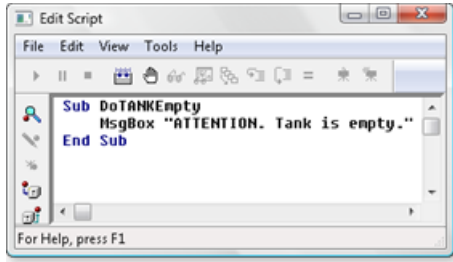 Edit Script
File Edit View Tools Help
Sub DoTANKEmpty
MsgBox "ATTENTION. Tank is empty."
End Sub
For Help, press F1